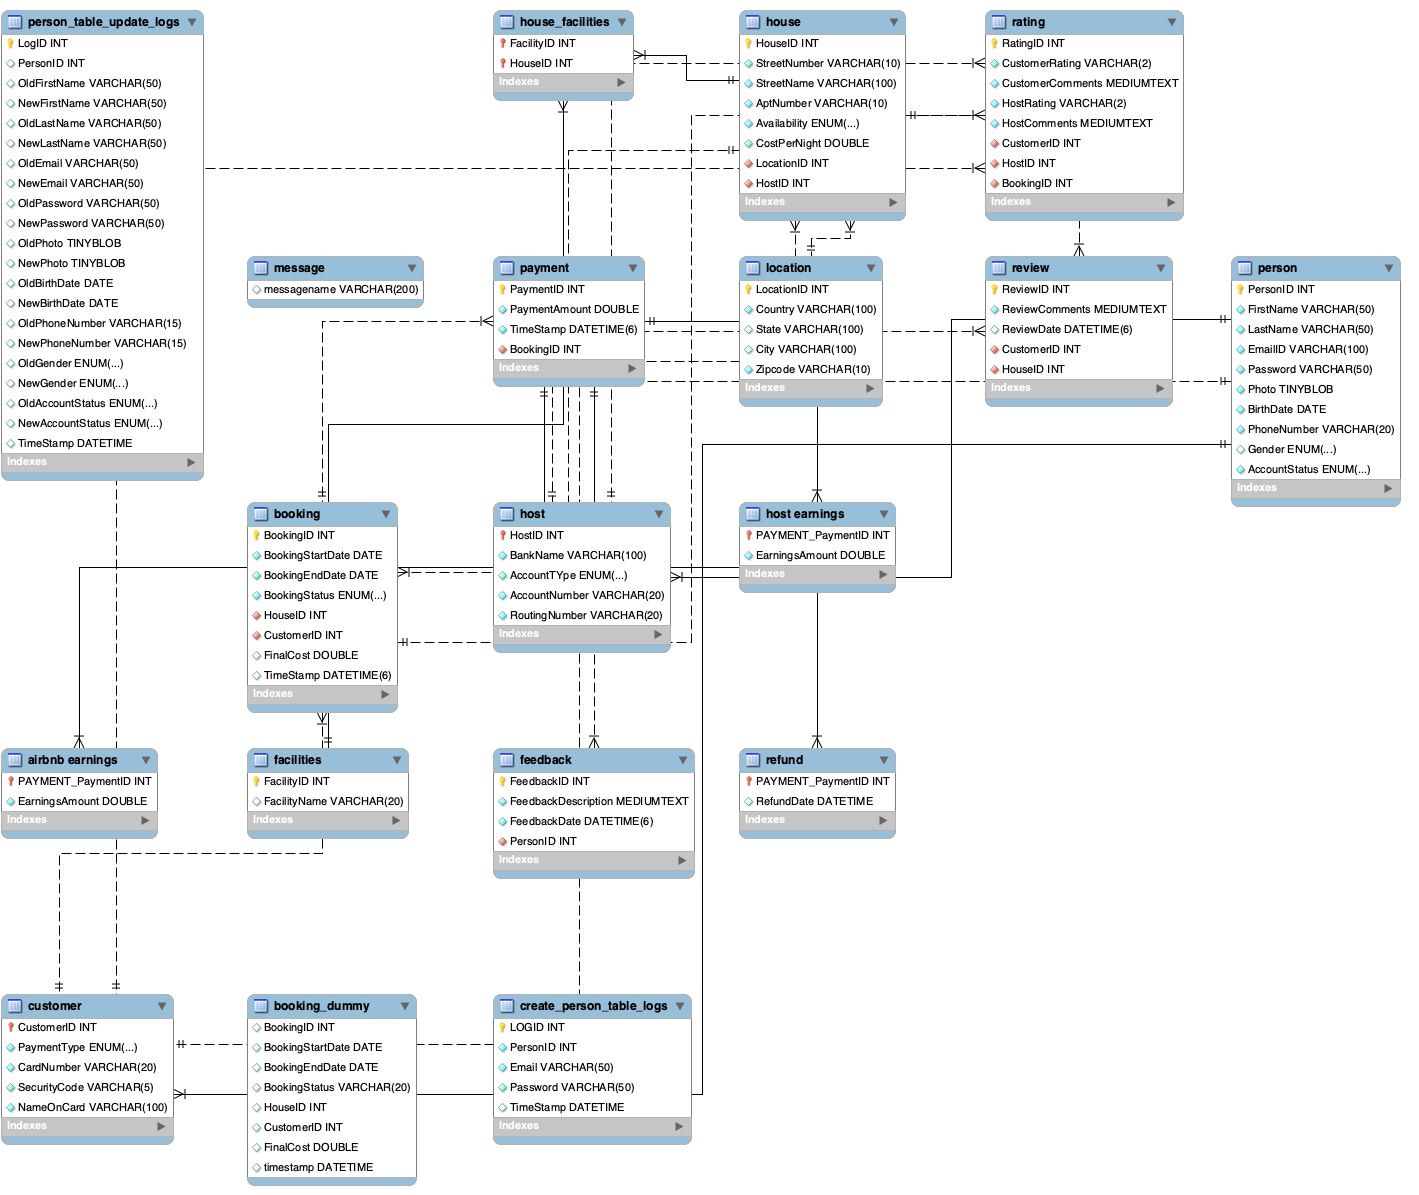 person_table_update_logs
LogID INT
PersonID INT
OldFirstName VARCHAR(50)
NewFirstName VARCHAR(50)
OldLastName VARCHAR(50)
NewLastName VARCHAR(50)
OldEmail VARCHAR(50)
NewEmail VARCHAR(50)
OldPassword VARCHAR(50)
NewPassword VARCHAR(50)
OldPhoto TINYBLOB
NewPhoto TINYBLOB
OldBirthDate DATE
NewBirthDate DATE
OldPhoneNumber VARCHAR(15)
NewPhoneNumber VARCHAR(15)
OldGender ENUM(...)
NewGender ENUM(...)
OldAccountStatus ENUM(...)
NewAccountStatus ENUM(...)
TimeStamp DATETIME
Indexes
house_facilities
FacilityID INT
HouseID INT
Indexes
house
HouseID INT
StreetNumber VARCHAR(10)
StreetName VARCHAR(100)
AptNumber VARCHAR(10)
Availability ENUM(...)
CostPerNight DOUBLE
LocationID INT
HostID INT
Indexes
rating
RatingID INT
CustomerRating VARCHAR(2)
CustomerComments MEDIUMTEXT
HostRating VARCHAR(2)
HostComments MEDIUMTEXT
CustomerID INT
HostID INT
BookingID INT
Indexes
message
messagename VARCHAR(200)
payment
PaymentID INT
PaymentAmount DOUBLE
TimeStamp DATETIME(6)
BookingID INT
Indexes
location
LocationID INT
Country VARCHAR(100)
State VARCHAR(100)
City VARCHAR(100)
Zipcode VARCHAR(10)
Indexes
review
ReviewID INT
ReviewComments MEDIUMTEXT
ReviewDate DATETIME(6)
CustomerID INT
HouseID INT
Indexes
person
PersonID INT
FirstName VARCHAR(50)
LastName VARCHAR(50)
EmailID VARCHAR(100)
Password VARCHAR(50)
Photo TINYBLOB
BirthDate DATE
PhoneNumber VARCHAR(20)
Gender ENUM(...)
AccountStatus ENUM(...)
Indexes
booking
BookingID INT
BookingStartDate DATE
BookingEndDate DATE
BookingStatus ENUM(...)
HouseID INT
CustomerID INT
FinalCost DOUBLE
TimeStamp DATETIME(6)
Indexes
host
HostID INT
BankName VARCHAR(100)
AccountTYpe ENUM(...)
AccountNumber VARCHAR(20)
RoutingNumber VARCHAR(20)
Indexes
host earnings
PAYMENT_PaymentID INT
EarningsAmount DOUBLE
Indexes
airbnb earnings
PAYMENT_PaymentID INT
EarningsAmount DOUBLE
Indexes
facilities
FacilityID INT
FacilityName VARCHAR(20)
Indexes
feedback
FeedbackID INT
FeedbackDescription MEDIUMTEXT
FeedbackDate DATETIME(6)
PersonID INT
Indexes
refund
PAYMENT_PaymentID INT
RefundDate DATETIME
Indexes
customer
CustomerID INT
PaymentType ENUM(...)
CardNumber VARCHAR(20)
SecurityCode VARCHAR(5)
NameOnCard VARCHAR(100)
Indexes
booking_dummy
BookingID INT
BookingStartDate DATE
BookingEndDate DATE
BookingStatus VARCHAR(20)
HouseID INT
CustomerID INT
FinalCost DOUBLE
timestamp DATETIME
create_person_table_logs
LOGID INT
PersonID INT
Email VARCHAR(50)
Password VARCHAR(50)
TimeStamp DATETIME
Indexes